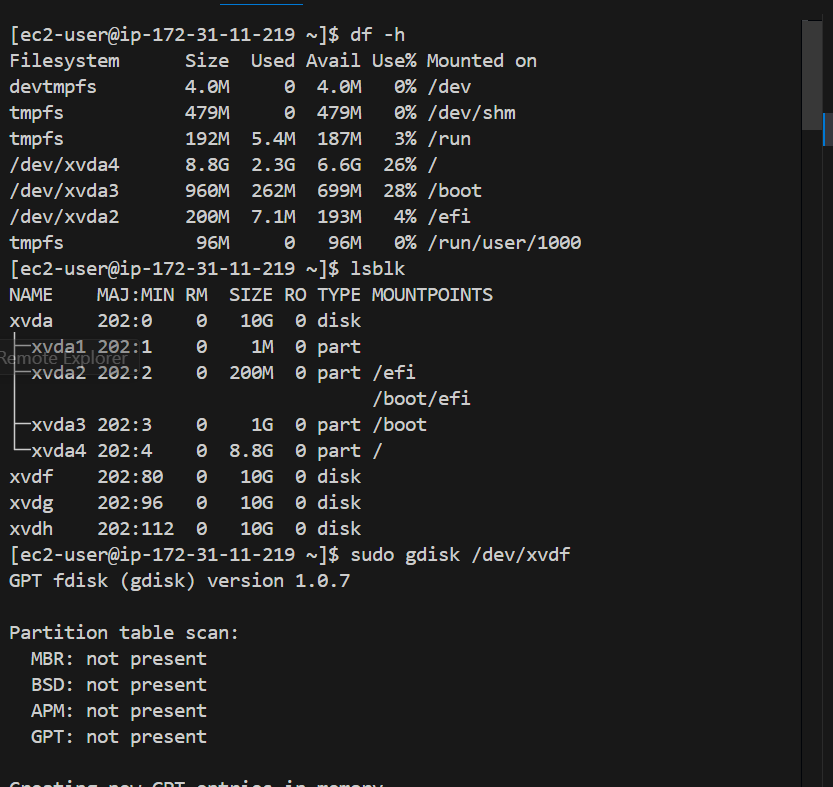 [ec2-user@ip-172-31-11-219 ~]$ df -h
Filesystem      Size  Used Avail Use% Mounted on
devtmpfs        4.0M     0  4.0M   0% /dev
tmpfs           479M     0  479M   0% /dev/shm
tmpfs           192M  5.4M  187M   3% /run
/dev/xvda4      8.8G  2.3G  6.6G  26% /
/dev/xvda3      960M  262M  699M  28% /boot
/dev/xvda2      200M  7.1M  193M   4% /efi
tmpfs            96M     0   96M   0% /run/user/1000
[ec2-user@ip-172-31-11-219 ~]$ lsblk
NAME    MAJ:MIN RM  SIZE RO TYPE MOUNTPOINTS
xvda    202:0    0   10G  0 disk
├─xvda1 202:1    0    1M  0 part
Remote Explorer
├─xvda2 202:2    0  200M  0 part /efi
│                                /boot/efi
├─xvda3 202:3    0    1G  0 part /boot
└─xvda4 202:4    0  8.8G  0 part /
xvdf    202:80   0   10G  0 disk
xvdg    202:96   0   10G  0 disk
xvdh    202:112  0   10G  0 disk
[ec2-user@ip-172-31-11-219 ~]$ sudo gdisk /dev/xvdf
GPT fdisk (gdisk) version 1.0.7
Partition table scan:
  MBR: not present
  BSD: not present
  APM: not present
  GPT: not present
Creating new GPT entries in memory.